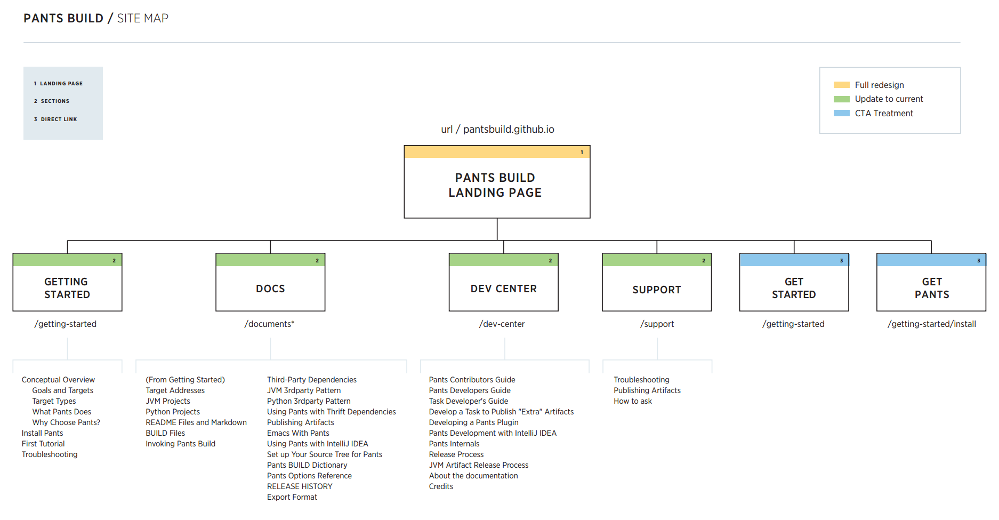 PANTS BUILD / SITE MAP
1 LANDING PAGE
2 SECTIONS
3 DIRECT LINK
Full redesign
Update to current
CTA Treatment
url / pantsbuild.github.io
1
PANTS BUILD
LANDING PAGE
2
GETTING
STARTED
/getting-started
2
DOCS
/documents*
2
DEV CENTER
/dev-center
2
SUPPORT
/support
3
GET
STARTED
/getting-started
3
GET
PANTS
/getting-started/install
Conceptual Overview
Goals and Targets
Target Types
What Pants Does
Why Choose Pants?
Install Pants
First Tutorial
Troubleshooting
(From Getting Started)
Target Addresses
JVM Projects
Python Projects
README Files and Markdown
BUILD Files
Invoking Pants Build
Third-Party Dependencies
JVM 3rdparty Pattern
Python 3rdparty Pattern
Using Pants with Thrift Dependencies
Publishing Artifacts
Emacs With Pants
Using Pants with IntelliJ IDEA
Set up Your Source Tree for Pants
Pants BUILD Dictionary
Pants Options Reference
RELEASE HISTORY
Export Format
Pants Contributors Guide
Pants Developers Guide
Task Developer's Guide
Develop a Task to Publish "Extra" Artifacts
Developing a Pants Plugin
Pants Development with IntelliJ IDEA
Pants Internals
Release Process
JVM Artifact Release Process
About the documentation
Credits
Troubleshooting
Publishing Artifacts
How to ask